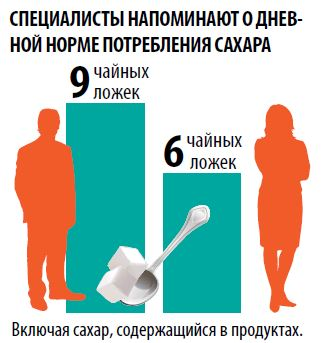 СПЕЦИАЛИСТЫ НАПОМИНАЮТ О ДНЕВ-
НОЙ НОРМЕ ПОТРЕБЛЕНИЯ САХАРА
9 чайных
ложек
6 чайных
ложек
Включая сахар, содержащийся в продуктах.